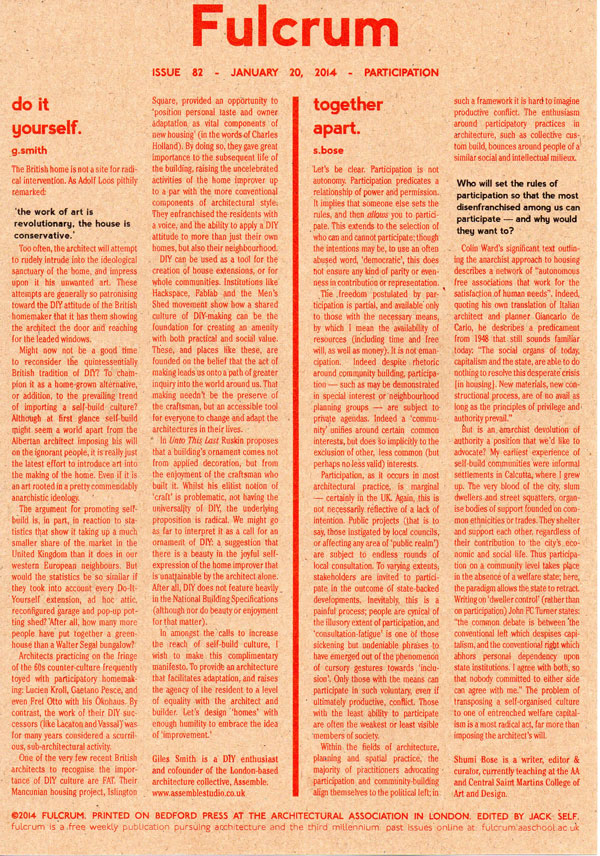 Fulcrum
ISSUE 82 - JANUARY 20, 2014 - PARTICIPATION
do it
yourself.
g.smith
The British home is not a site for radi-
cal intervention. As Adolf Loos pithily
remarked:
'the work of art is
revolutionary, the house is
conservative.'
Too often, the architect will attempt
to rudely intrude into the ideological
sanctuary of the home, and impress
upon it his unwanted art. These
attempts are generally so patronising
toward the DIY attitude of the British
homemaker that it has them showing
the architect the door and reaching
for the leaded windows.
Might now not be a good time
to reconsider the quintessentially
British tradition of DIY? To cham-
pion it as a home-grown alternative,
or addition, to the prevailing trend
of importing a self-build culture?
Although at first glance self-build
might seem a world apart from the
Albertan architect imposing his will
on the ignorant people, it is really just
the latest effort to introduce art into
the making of the home. Even if it is
an art rooted in a pretty commendably
anarchistic ideology.
The argument for promoting self-
build is, in part, in reaction to sta-
tistics that show it taking up a much
smaller share of the market in the
United Kingdom than it does in our
western European neighbours. But
would the statistics be so similar if
they took into account every Do-It-
Yourself extension, ad hoc attic,
reconfigured garage and pop-up pot-
ting shed? After all, how many more
people have put together a green-
house than a Walter Segal bungalow?
Architects practicing on the fringe
of the 60s counter-culture frequently
toyed with participatory homemak-
ing: Lucien Kroll, Gaetano Pesce, and
even Frei Otto with his Ökohaus. By
contrast, the work of their DIY suc-
cessors (like Lacaton and Vassal) was
for many years considered a scurril-
ous, sub-architectural activity.
One of the very few recent British
architects to recognise the impor-
tance of DIY culture are FAT. Their
Mancunian housing project, Islington
Square, provided an opportunity to
'position personal taste and owner
adaptation as vital components of
new housing' (in the words of Charles
Holland). By doing so, they gave great
importance to the subsequent life of
the building, raising the uncelebrated
activities of the home improver up
to a par with the more conventional
components of architectural style.
They enfranchised the residents with
a voice, and the ability to apply a DIY
attitude to more than just their own
homes, but also their neighbourhood.
DIY can be used as a tool for the
creation of house extensions, or for
whole communities. Institutions like
Hackspace, Fablab and the Men's
Shed movement show how a shared
culture of DIY-making can be the
foundation for creating an amenity
with both practical and social value.
These, and places like these, are
founded on the belief that the act of
making leads us onto a path of greater
inquiry into the world around us. That
making needn't be the preserve of
the craftsman, but an accessible tool
for everyone to change and adapt the
architectures in their lives.
In Unto This Last Ruskin proposes
that a building's ornament comes not
from applied decoration, but from
the enjoyment of the craftsman who
built it. Whilst his elitist notion of
'craft' is problematic, not having the
universality of DIY, the underlying
proposition is radical. We might go
as far to interpret it as a call for an
ornament of DIY; a suggestion that
there is a beauty in the joyful self-
expression of the home improver that
is unattainable by the architect alone.
After all, DIY does not feature heavily
in the National Building Specifications
(although nor do beauty or enjoyment
for that matter).
In amongst the calls to increase
the reach of self-build culture, I
wish to make this complimentary
manifesto. To provide an architecture
that facilitates adaptation, and raises
the agency of the resident to a level
of equality with the architect and
builder. Let's design 'homes' with
enough humility to embrace the idea
of 'improvement.'
Giles Smith is a DIY enthusiast
and cofounder of the London-based
architecture collective, Assemble.
www.assemblestudio.co.uk
together
apart.
s.bose
Let's be clear. Participation is not
autonomy. Participation predicates a
relationship of power and permission.
It implies that someone else sets the
rules, and then allows you to partici-
pate. This extends to the selection of
who can and cannot participate; though
the intentions may be, to use an often
abused word, 'democratic', this does
not ensure any kind of parity or even-
ness in contribution or representation.
The freedom postulated by par-
ticipation is partial, and available only
to those with the necessary means,
by which I mean the availability of
resources (including time and free
will, as well as money). It is not eman-
cipation. Indeed despite rhetoric
around community building, participa-
tion — such as may be demonstrated
in special interest or neighbourhood
planning groups — are subject to
private agendas. Indeed a 'commu-
nity' unifies around certain common
interests, but does so implicitly to the
exclusion of other, less common (but
perhaps no less valid) interests.
Participation, as it occurs in most
architectural practice, is marginal
— certainly in the UK. Again, this is
not necessarily reflective of a lack of
intention. Public projects (that is to
say, those instigated by local councils,
or affecting any area of 'public realm')
are subject to endless rounds of
local consultation. To varying extents,
stakeholders are invited to partici-
pate in the outcome of state-backed
developments. Inevitably, this is a
painful process; people are cynical of
the illusory extent of participation, and
'consultation-fatigue' is one of those
sickening but undeniable phrases to
have emerged out of the phenomenon
of cursory gestures towards 'inclu-
sion'. Only those with the means can
participate in such voluntary, even if
ultimately productive, conflict. Those
with the least ability to participate
are often the weakest or least visible
members of society.
Within the fields of architecture,
planning and spatial practice, the
majority of practitioners advocating
participation and community-building
align themselves to the political left; in
such a framework it is hard to imagine
productive conflict. The enthusiasm
around participatory practices in
architecture, such as collective cus-
tom build, bounces around people of a
similar social and intellectual milieux.
Who will set the rules of
participation so that the most
disenfranchised among us can
participate — and why would
they want to?
Colin Ward's significant text outlin-
ing the anarchist approach to housing
describes a network of "autonomous
free associations that work for the
satisfaction of human needs". Indeed,
quoting his own translation of Italian
architect and planner Giancarlo de
Carlo, he describes a predicament
from 1948 that still sounds familiar
today: "The social organs of today,
capitalism and the state, are able to do
nothing to resolve this desperate crisis
[in housing]. New materials, new con-
structional process, are of no avail as
long as the principles of privilege and
authority prevail."
But is an anarchist devolution of
authority a position that we'd like to
advocate? My earliest experience of
self-build communities were informal
settlements in Calcutta, where I grew
up. The very blood of the city, slum
dwellers and street squatters, organ-
ise bodies of support founded on com-
mon ethnicities or trades. They shelter
and support each other, regardless of
their contribution to the city's eco-
nomic and social life. Thus participa-
tion on a community level takes place
in the absence of a welfare state; here,
the paradigm allows the state to retract.
Writing on 'dweller control' (rather than
on participation) John FC Turner states:
"the common debate is between the
conventional left which despises capi-
talism, and the conventional right which
abhors personal dependency upon
state institutions. I agree with both, so
that nobody committed to either side
can agree with me." The problem of
transposing a self-organised culture
to one of entrenched welfare capital-
ism is a most radical act, far more than
imposing the architect's will.
Shumi Bose is a writer, editor &
curator, currently teaching at the AA
and Central Saint Martins College of
Art and Design.
©2014 FULCRUM. PRINTED ON BEDFORD PRESS AT THE ARCHITECTURAL ASSOCIATION IN LONDON. EDITED BY JACK SELF.
fulcrum is a free weekly publication pursuing architecture and the third millennium. past issues online at: fulcrum.aaschool.ac.uk